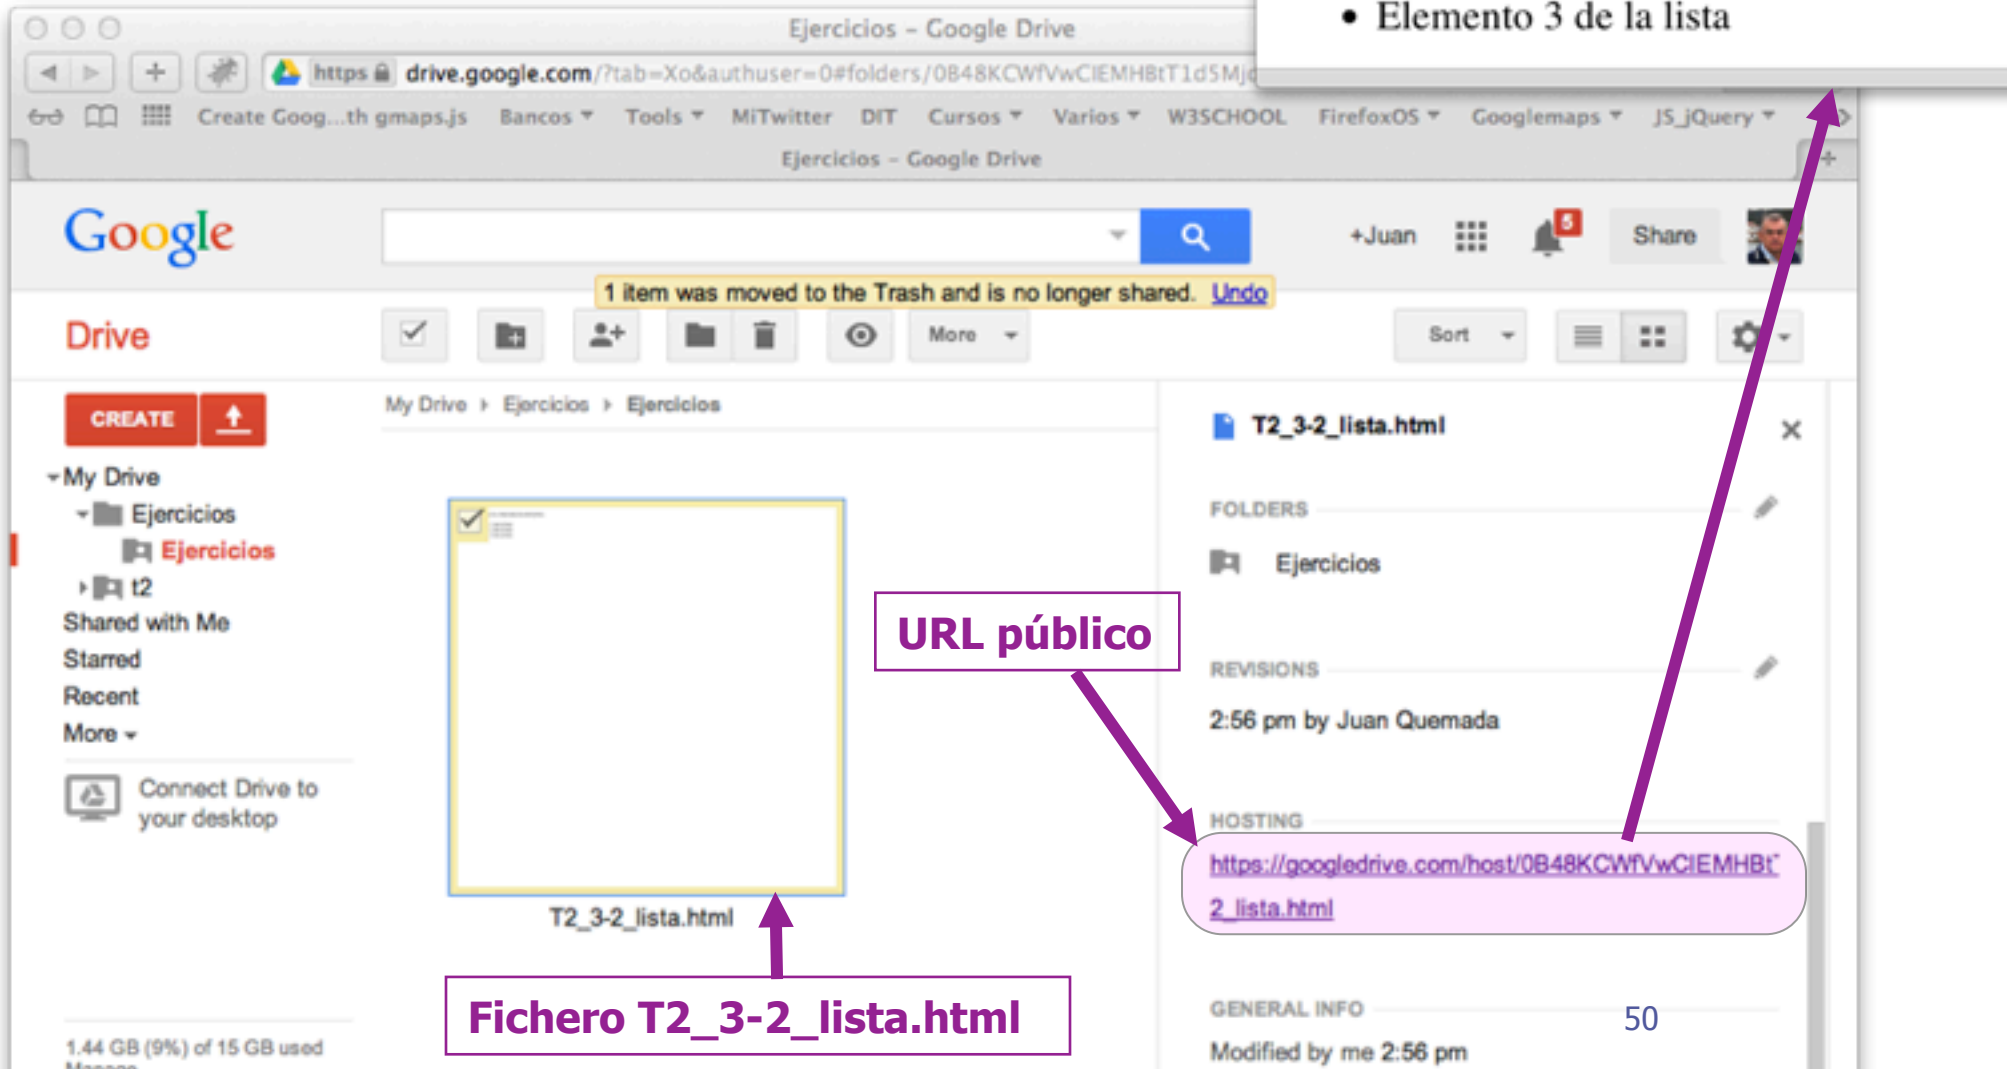 • Elemento 3 de la lista
Ejercicios – Google Drive
https drive.google.com/?tab=Xo&authuser=0#folders/0B48KCWfVwCIEMHBtT1d5Mjc
Create Goog...th gmaps.js Bancos Tools MiTwitter DIT Cursos Varios W3SCHOOL FirefoxOS Googlemaps JS_jQuery
Ejercicios – Google Drive
Google
+Juan
5
Share
1 item was moved to the Trash and is no longer shared. Undo
Drive
More
Sort
CREATE
My Drive
Ejercicios
Ejercicios
t2
Shared with Me
Starred
Recent
More
Connect Drive to
your desktop
1.44 GB (9%) of 15 GB used
My Drive Ejercicios Ejercicios
T2_3-2_lista.html
Fichero T2_3-2_lista.html
URL público
T2_3-2_lista.html
FOLDERS
Ejercicios
REVISIONS
2:56 pm by Juan Quemada
HOSTING
https://googledrive.com/host/0B48KCWfVwCIEMHBt
2_lista.html
GENERAL INFO
50
Modified by me 2:56 pm